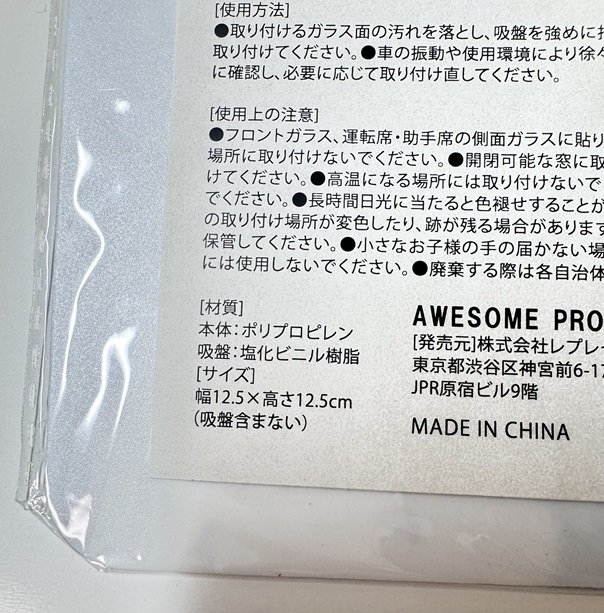 [使用方法]
●取り付けるガラス面の汚れを落とし、吸盤を強めに
取り付けてください。●車の振動や使用環境により徐
に確認し、必要に応じて取り付け直してください。
[使用上の注意]
●フロントガラス、運転席・助手席の側面ガラスに貼り
場所に取り付けないでください。●開閉可能な窓に取
けてください。●高温になる場所には取り付けないで
でください。●長時間日光に当たると色褪せすることが
の取り付け場所が変色したり、跡が残る場合があります
保管してください。●小さなお子様の手の届かない場
には使用しないでください。●廃棄する際は各自治体
[材質]
本体:ポリプロピレン
吸盤:塩化ビニル樹脂
[サイズ]
幅12.5×高さ12.5cm
(吸盤含まない)
AWESOME PRO
[発売元]株式会社レプレ
東京都渋谷区神宮前6-17
JPR原宿ビル9階
MADE IN CHINA